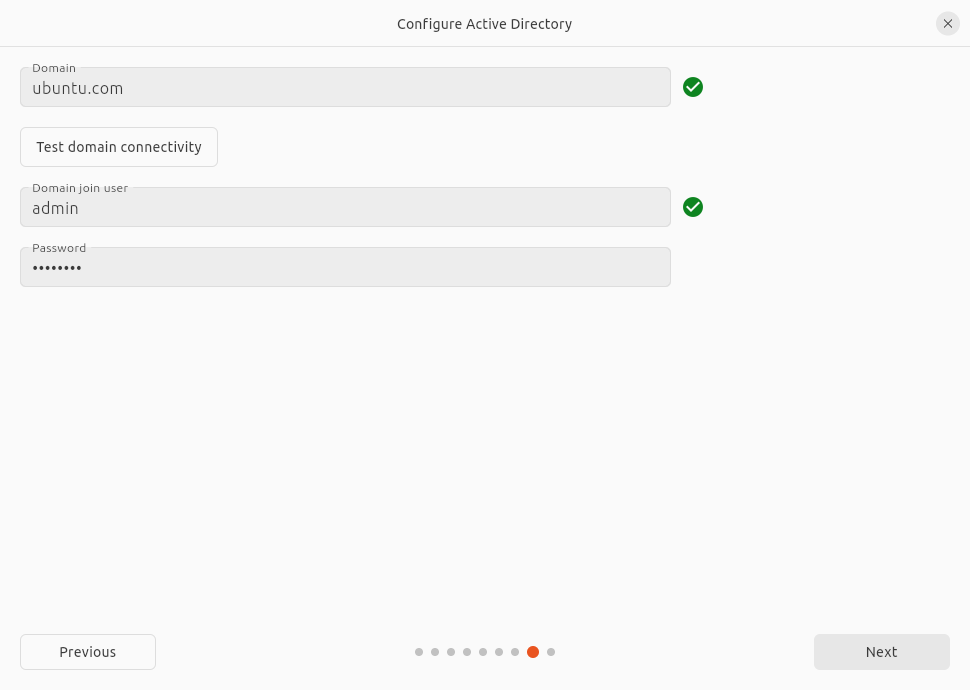 Configure Active Directory
Domain
ubuntu.com
Test domain connectivity
Domain join user
admin
Password
••••••••
Previous
Next